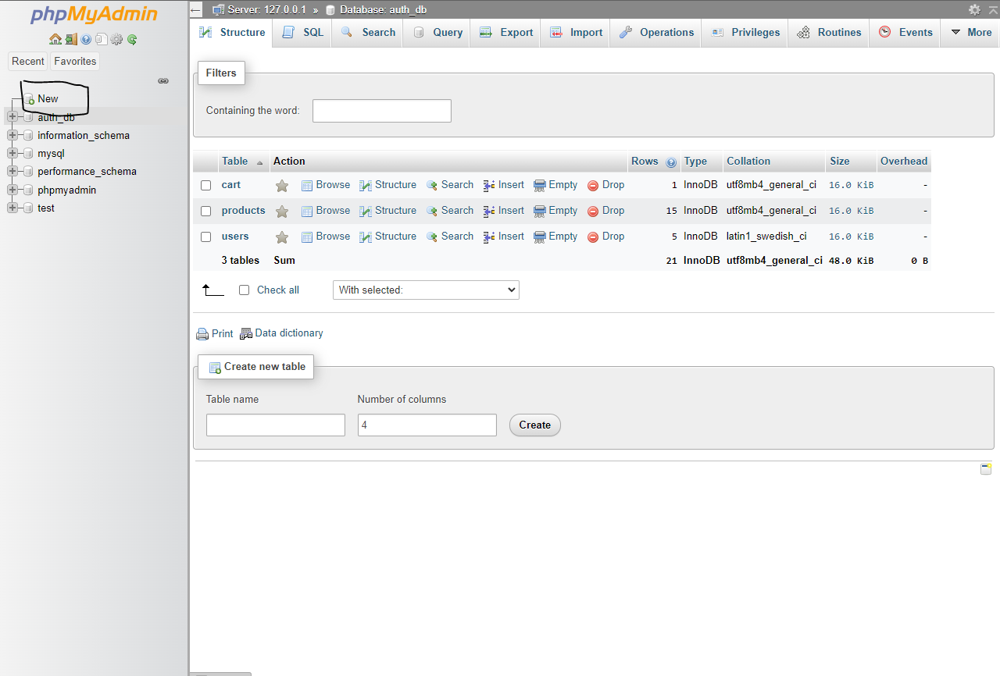 phpMyAdmin
Recent Favorites
New
auth_db
information_schema
mysql
performance_schema
phpmyadmin
test
Server: 127.0.0.1 » Database: auth_db
Structure SQL Search Query Export Import Operations Privileges Routines Events More
Filters
Containing the word:
Table Action Rows Type Collation Size Overhead
cart Browse Structure Search Insert Empty Drop 1 InnoDB utf8mb4_general_ci 16.0 KiB -
products Browse Structure Search Insert Empty Drop 15 InnoDB utf8mb4_general_ci 16.0 KiB -
users Browse Structure Search Insert Empty Drop 5 InnoDB latin1_swedish_ci 16.0 KiB -
3 tables Sum 21 InnoDB utf8mb4_general_ci 48.0 KiB 0 B
Check all With selected:
Print Data dictionary
Create new table
Table name Number of columns
4 Create